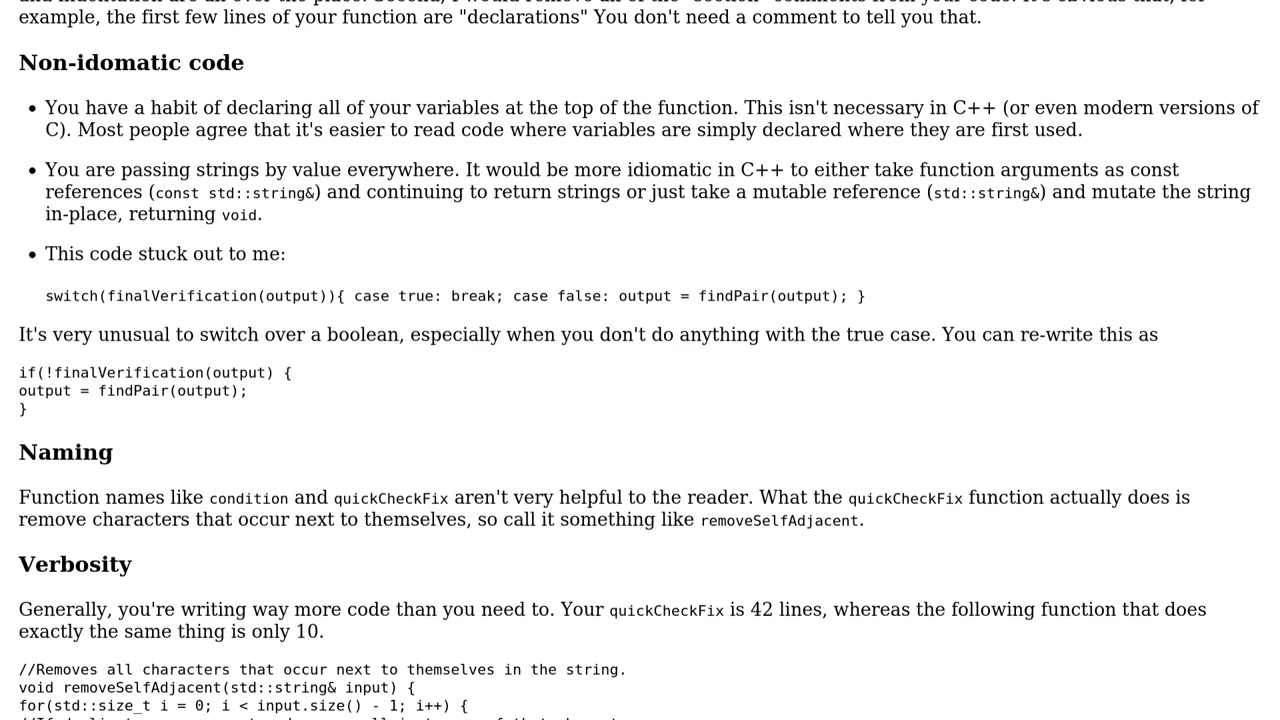 example, the first few lines of your function are "declarations" You don't need a comment to tell you that.
Non-idomatic code
• You have a habit of declaring all of your variables at the top of the function. This isn't necessary in C++ (or even modern versions of
C). Most people agree that it's easier to read code where variables are simply declared where they are first used.
• You are passing strings by value everywhere. It would be more idiomatic in C++ to either take function arguments as const
references (const std::string&) and continuing to return strings or just take a mutable reference (std::string&) and mutate the string
in-place, returning void.
• This code stuck out to me:
switch(finalVerification(output)){ case true: break; case false: output = findPair(output); }
It's very unusual to switch over a boolean, especially when you don't do anything with the true case. You can re-write this as
if(!finalVerification(output) {
output = findPair(output);
}
Naming
Function names like condition and quickCheckFix aren't very helpful to the reader. What the quickCheckFix function actually does is
remove characters that occur next to themselves, so call it something like removeSelfAdjacent.
Verbosity
Generally, you're writing way more code than you need to. Your quickCheckFix is 42 lines, whereas the following function that does
exactly the same thing is only 10.
//Removes all characters that occur next to themselves in the string.
void removeSelfAdjacent(std::string& input) {
for(std::size_t i = 0; i < input.size() - 1; i++) {